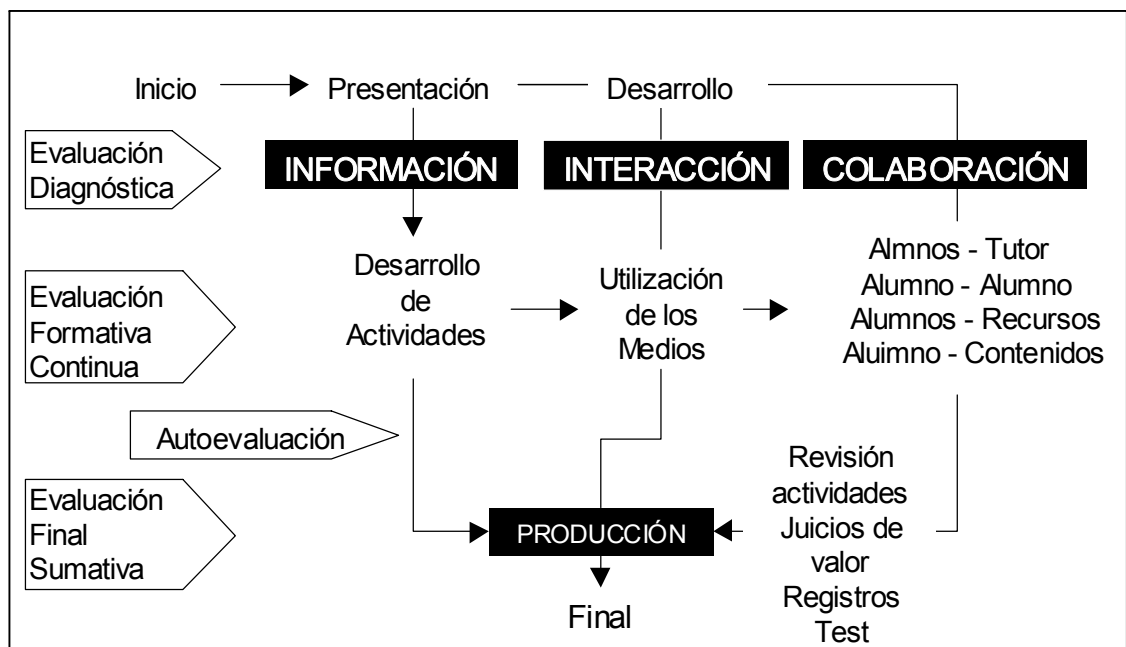 Inicio
Presentación
Desarrollo
Evaluación
Diagnóstica
INFORMACIÓN
INTERACCIÓN
COLABORACIÓN
Evaluación
Formativa
Continua
Desarrollo
de
Actividades
Utilización
de los
Medios
Almnos - Tutor
Alumno - Alumno
Alumnos - Recursos
Aluimno - Contenidos
Autoevaluación
Evaluación
Final
Sumativa
PRODUCCIÓN
Final
Revisión
actividades
Juicios de
valor
Registros
Test